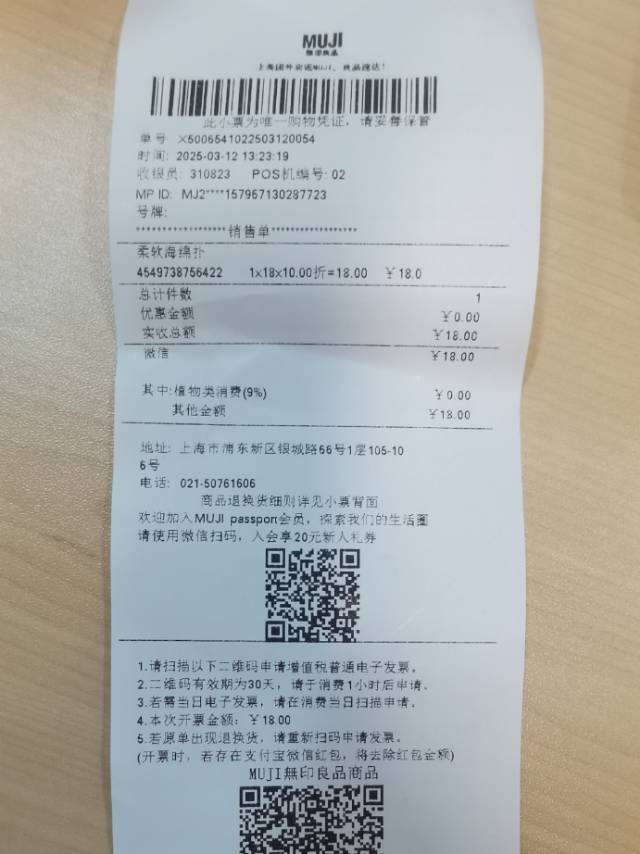 MUJI
無印良品
此小票为唯一购物凭证，请妥善保管
单号 X5006541022503120054
时间: 2025-03-12 13:23:19
收银员: 310823 POS机编号: 02
MP ID: MJ2****157967130287723
号牌:
******************销售单*****************
柔软海绵扑
4549738756422 1x18x10.00折=18.00 ￥18.0
总计件数 1
优惠金额 ￥0.00
实收总额 ￥18.00
微信 ￥18.00
其中:植物类消费(9%) ￥0.00
其他金额 ￥18.00
地址: 上海市浦东新区银城路66号1层105-10
6号
电话: 021-50761606
商品退换货细则详见小票背面
欢迎加入MUJI passport会员，探索我们的生活圈
请使用微信扫码，入会享20元新人礼券
1.请扫描以下二维码申请增值税普通电子发票。
2.二维码有效期为30天，请于消费1小时后申请。
3.若需当日电子发票，请在消费当日扫描申请。
4.本次开票金额: ￥18.00
5.若原单出现退换货，请重新扫码申请发票。
(开票时，若存在支付宝微信红包，将去除红包金额)
MUJI無印良品商品